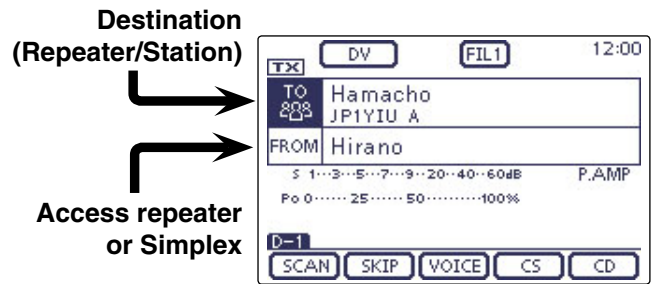 Destination
(Repeater/Station)
Access repeater
or Simplex
DV FIL1 12:00
TX
TO Hamacho
JP1YIU A
FROM Hirano
S 1···3···5···7···9··20··40··60dB P.AMP
Po 0······25······50·········100%
D-1
SCAN SKIP VOICE CS CD